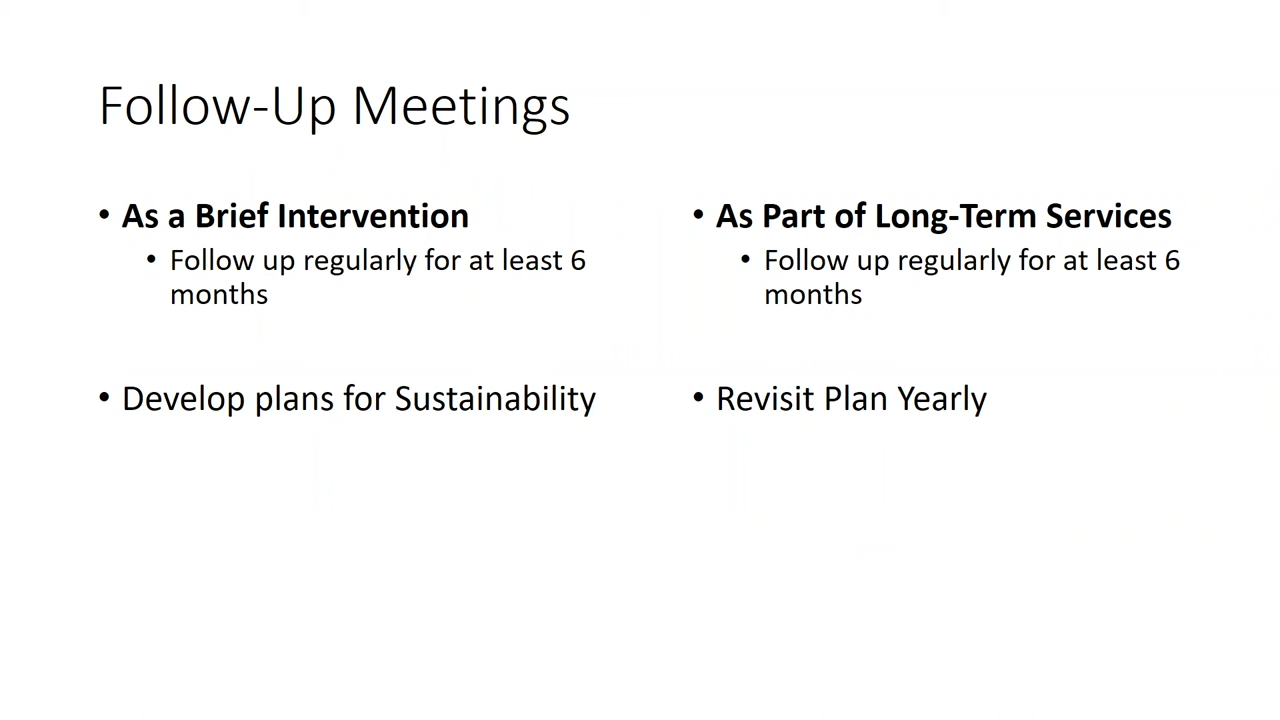 Follow-Up Meetings
• As a Brief Intervention
• Follow up regularly for at least 6
months
• Develop plans for Sustainability
• As Part of Long-Term Services
• Follow up regularly for at least 6
months
• Revisit Plan Yearly